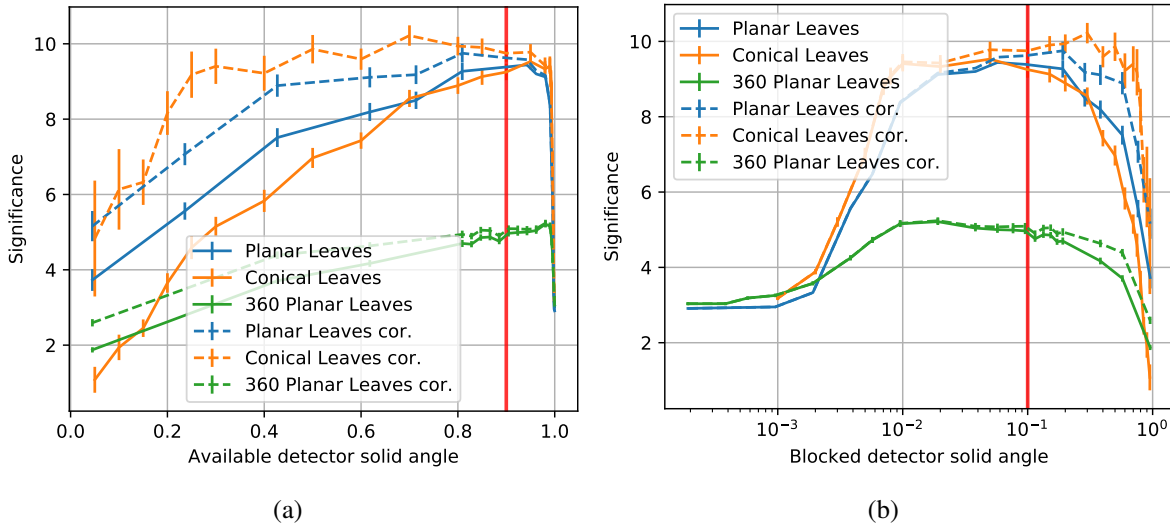 10
8
6
4
2
Significance
Planar Leaves
Conical Leaves
360 Planar Leaves
Planar Leaves cor.
Conical Leaves cor.
360 Planar Leaves cor.
0.0 0.2 0.4 0.6 0.8 1.0
Available detector solid angle
(a)
Planar Leaves
Conical Leaves
360 Planar Leaves
Planar Leaves cor.
Conical Leaves cor.
360 Planar Leaves cor.
10
8
6
4
2
Significance
10⁻³ 10⁻² 10⁻¹ 10⁰
Blocked detector solid angle
(b)